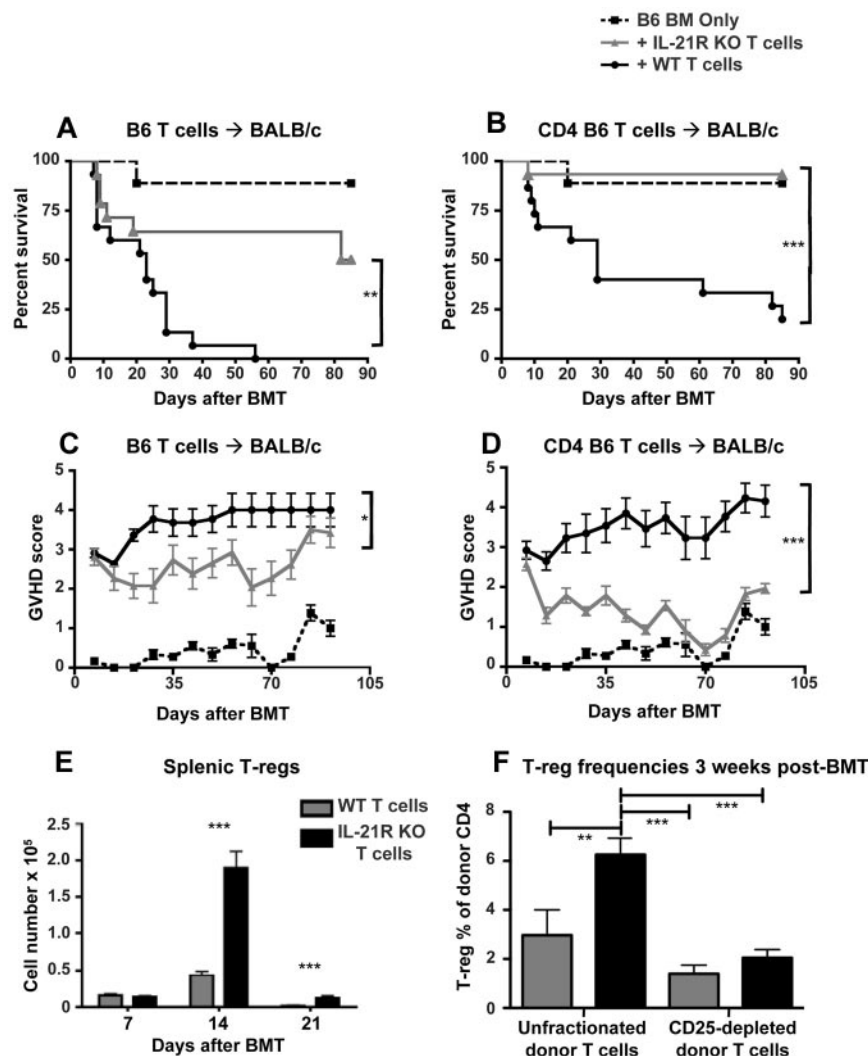 B6 BM Only
+ IL-21R KO T cells
+ WT T cells
A
B6 T cells → BALB/c
Percent survival
100
75
50
25
0
0 10 20 30 40 50 60 70 80 90
Days after BMT
**
B
CD4 B6 T cells → BALB/c
Percent survival
100
75
50
25
0
0 10 20 30 40 50 60 70 80 90
Days after BMT
***
C
B6 T cells → BALB/c
GVHD score
5
4
3
2
1
0
0 35 70 105
Days after BMT
*
D
CD4 B6 T cells → BALB/c
GVHD score
5
4
3
2
1
0
0 35 70 105
Days after BMT
***
E
Splenic T-regs
WT T cells
IL-21R KO
T cells
Cell number x 10⁵
2.5
2.0
1.5
1.0
0.5
0
***
***
7 14 21
Days after BMT
F
T-reg frequencies 3 weeks post-BMT
T-reg % of donor CD4
8
6
4
2
0
**
***
***
Unfractionated
donor T cells
CD25-depleted
donor T cells